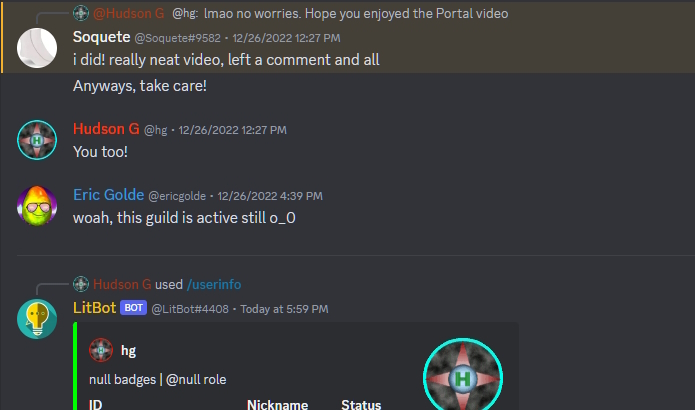 @Hudson G @hg: lmao no worries. Hope you enjoyed the Portal video
Soquete @Soquete#9582 • 12/26/2022 12:27 PM
i did! really neat video, left a comment and all
Anyways, take care!
Hudson G @hg • 12/26/2022 12:27 PM
You too!
Eric Golde @ericgolde • 12/26/2022 4:39 PM
woah, this guild is active still o_0
Hudson G used /userinfo
LitBot BOT @LitBot#4408 • Today at 5:59 PM
hg
null badges | @null role
ID Nickname Status
H